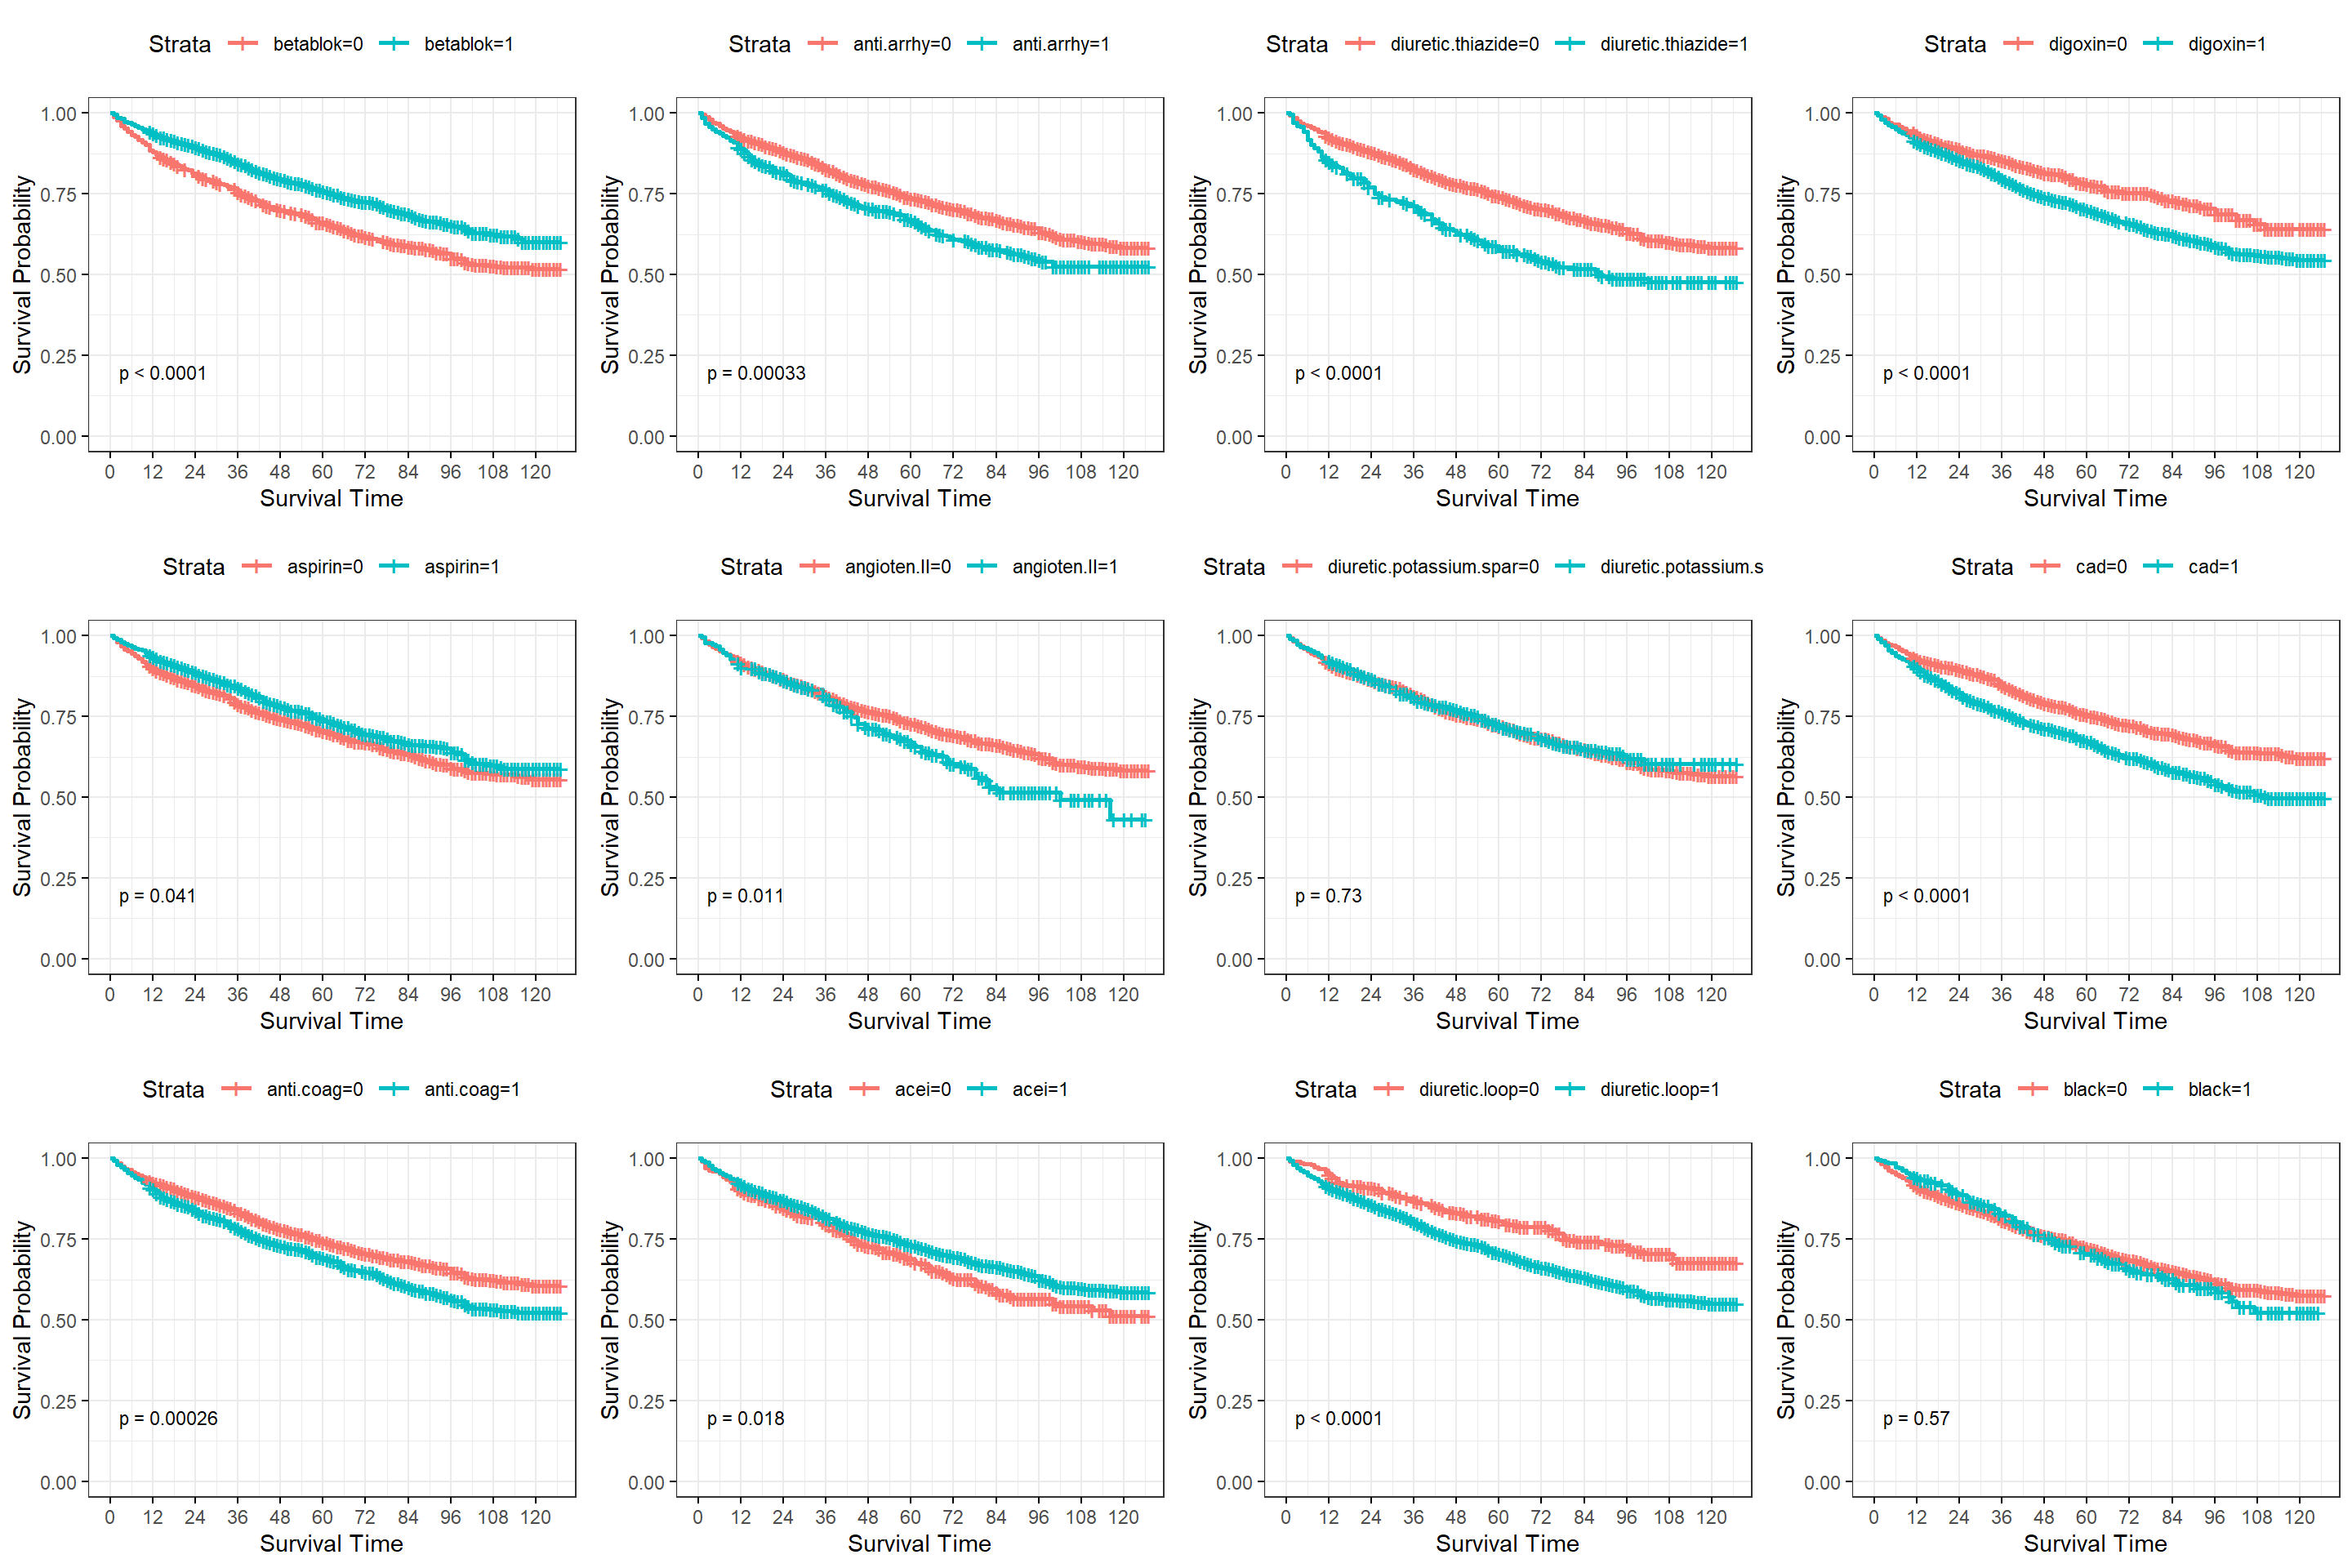 Strata betablok=0 betablok=1
1.00
0.75
0.50
0.25
0.00
Survival Probability
p < 0.0001
0 12 24 36 48 60 72 84 96 108 120
Survival Time
Strata anti.arrhy=0 anti.arrhy=1
1.00
0.75
0.50
0.25
0.00
Survival Probability
p = 0.00033
0 12 24 36 48 60 72 84 96 108 120
Survival Time
Strata diuretic.thiazide=0 diuretic.thiazide=1
1.00
0.75
0.50
0.25
0.00
Survival Probability
p < 0.0001
0 12 24 36 48 60 72 84 96 108 120
Survival Time
Strata digoxin=0 digoxin=1
1.00
0.75
0.50
0.25
0.00
Survival Probability
p < 0.0001
0 12 24 36 48 60 72 84 96 108 120
Survival Time
Strata aspirin=0 aspirin=1
1.00
0.75
0.50
0.25
0.00
Survival Probability
p = 0.041
0 12 24 36 48 60 72 84 96 108 120
Survival Time
Strata angioten.II=0 angioten.II=1
1.00
0.75
0.50
0.25
0.00
Survival Probability
p = 0.011
0 12 24 36 48 60 72 84 96 108 120
Survival Time
Strata diuretic.potassium.spar=0 diuretic.potassium.s
1.00
0.75
0.50
0.25
0.00
Survival Probability
p = 0.73
0 12 24 36 48 60 72 84 96 108 120
Survival Time
Strata cad=0 cad=1
1.00
0.75
0.50
0.25
0.00
Survival Probability
p < 0.0001
0 12 24 36 48 60 72 84 96 108 120
Survival Time
Strata anti.coag=0 anti.coag=1
1.00
0.75
0.50
0.25
0.00
Survival Probability
p = 0.00026
0 12 24 36 48 60 72 84 96 108 120
Survival Time
Strata acei=0 acei=1
1.00
0.75
0.50
0.25
0.00
Survival Probability
p = 0.018
0 12 24 36 48 60 72 84 96 108 120
Survival Time
Strata diuretic.loop=0 diuretic.loop=1
1.00
0.75
0.50
0.25
0.00
Survival Probability
p < 0.0001
0 12 24 36 48 60 72 84 96 108 120
Survival Time
Strata black=0 black=1
1.00
0.75
0.50
0.25
0.00
Survival Probability
p = 0.57
0 12 24 36 48 60 72 84 96 108 120
Survival Time